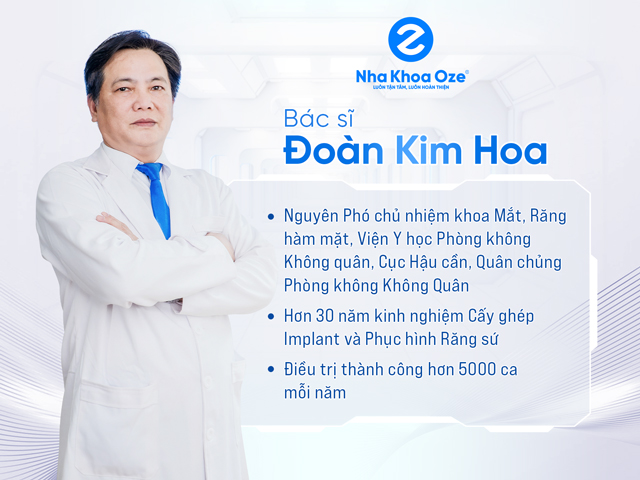 Nha Khoa Oze®
LUÔN TẬN TÂM, LUÔN HOÀN THIỆN
Bác sĩ
Đoàn Kim Hoa
• Nguyên Phó chủ nhiệm khoa Mắt, Răng
hàm mặt, Viện Y học Phòng không
Không quân, Cục Hậu cần, Quân chủng
Phòng không Không Quân
• Hơn 30 năm kinh nghiệm Cấy ghép
Implant và Phục hình Răng sứ
• Điều trị thành công hơn 5000 ca
mỗi năm